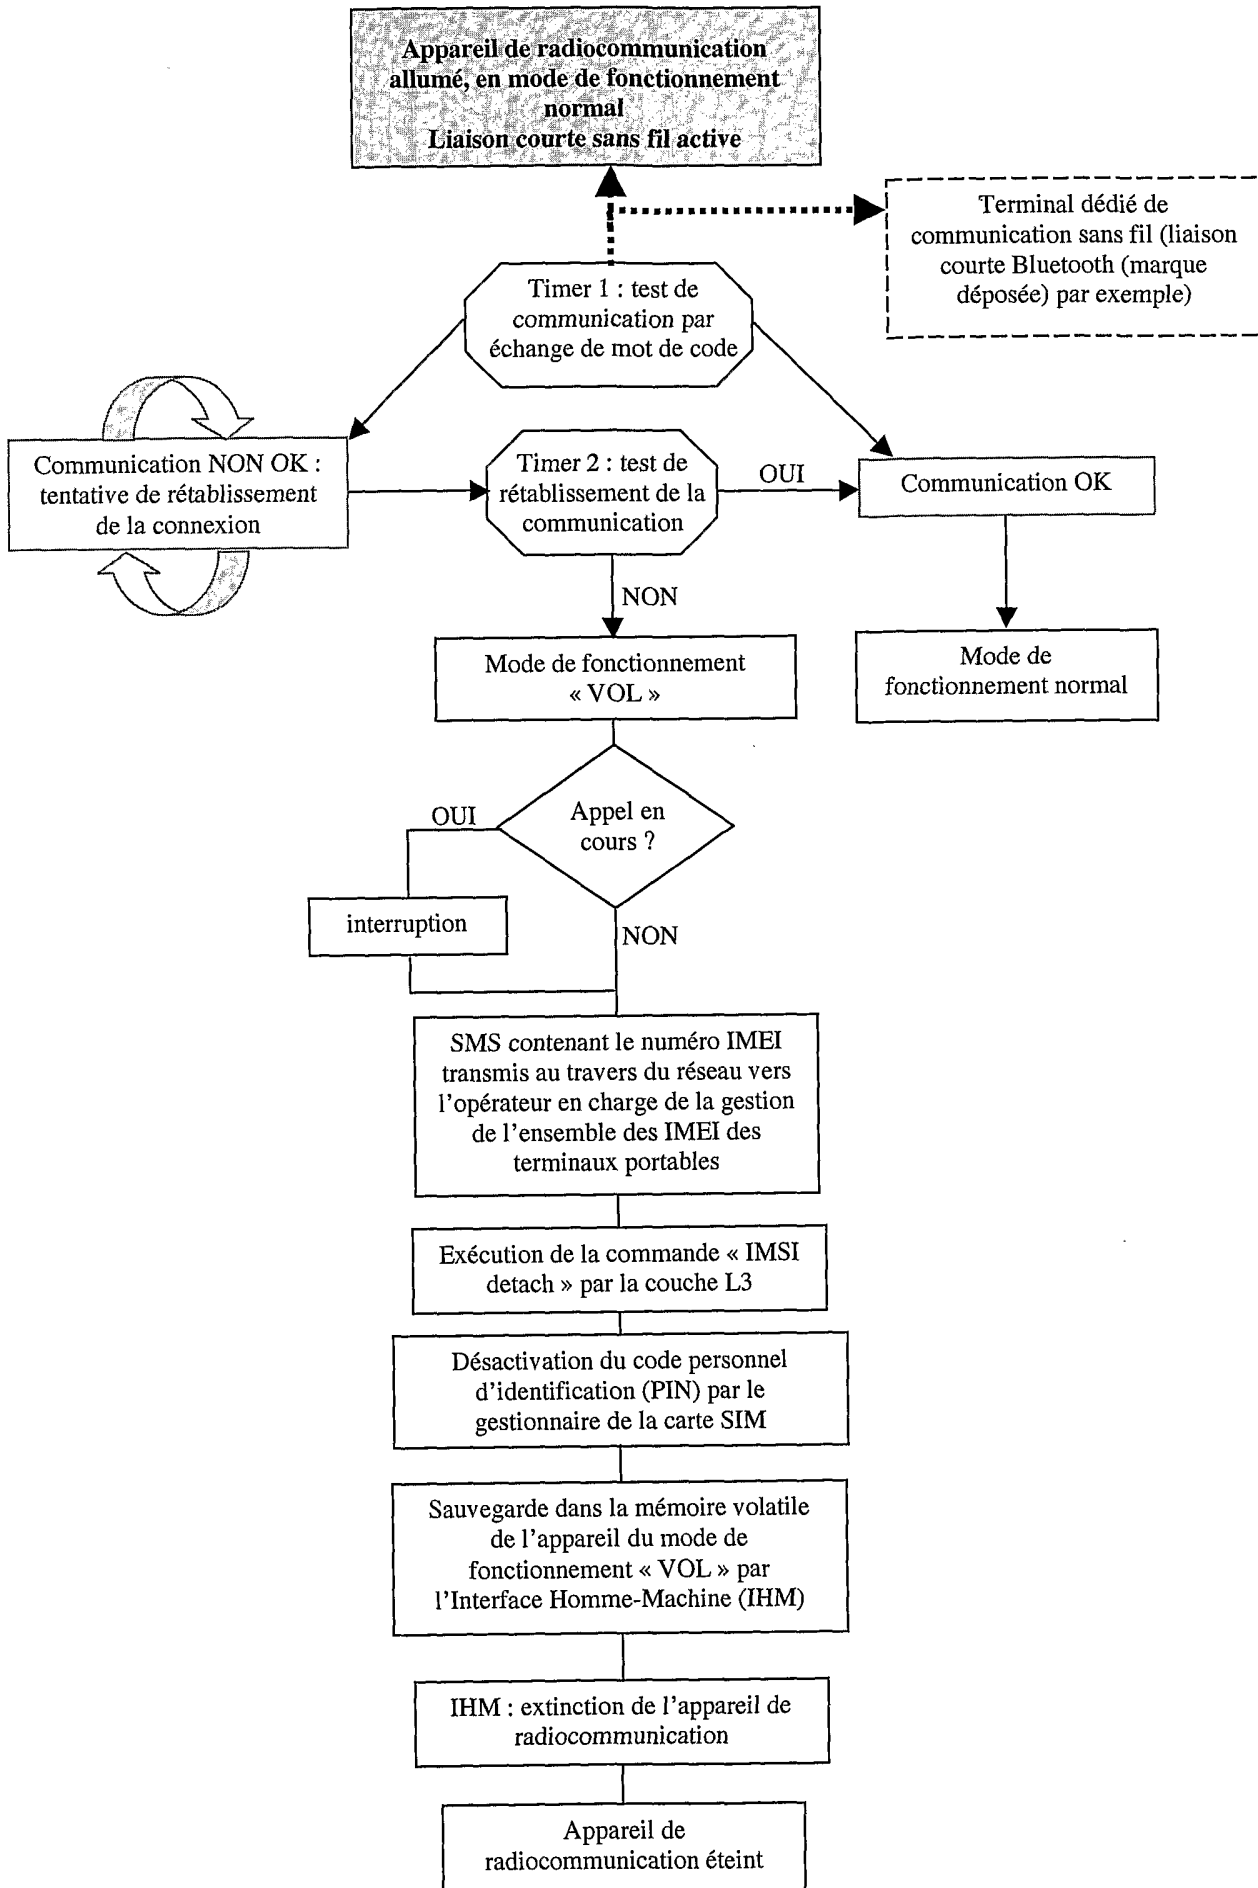 Appareil de radiocommunication
allumé, en mode de fonctionnement
normal
Liaison courte sans fil active
Terminal dédié de
communication sans fil (liaison
courte Bluetooth (marque
déposée) par exemple)
Timer 1 : test de
communication par
échange de mot de code
Communication NON OK :
tentative de rétablissement
de la connexion
Timer 2 : test de
rétablissement de la
communication
OUI
Communication OK
NON
Mode de fonctionnement
« VOL »
Mode de
fonctionnement normal
Appel en
cours ?
OUI
interruption
NON
SMS contenant le numéro IMEI
transmis au travers du réseau vers
l'opérateur en charge de la gestion
de l'ensemble des IMEI des
terminaux portables
Exécution de la commande « IMSI
detach » par la couche L3
Désactivation du code personnel
d'identification (PIN) par le
gestionnaire de la carte SIM
Sauvegarde dans la mémoire volatile
de l'appareil du mode de
fonctionnement « VOL » par
l'Interface Homme-Machine (IHM)
IHM : extinction de l'appareil de
radiocommunication
Appareil de
radiocommunication éteint